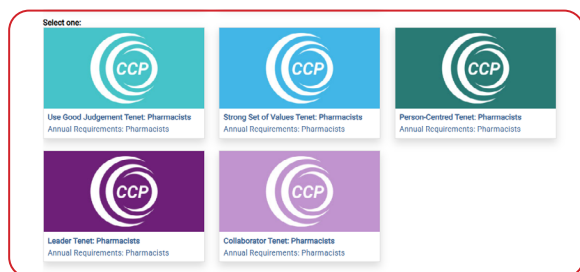 Select one:
CCP
CCP
CCP
Use Good Judgement Tenet: Pharmacists
Strong Set of Values Tenet: Pharmacists
Person-Centred Tenet: Pharmacists
Annual Requirements: Pharmacists
Annual Requirements: Pharmacists
Annual Requirements: Pharmacists
CCP
CCP
Leader Tenet: Pharmacists
Collaborator Tenet: Pharmacists
Annual Requirements: Pharmacists
Annual Requirements: Pharmacists